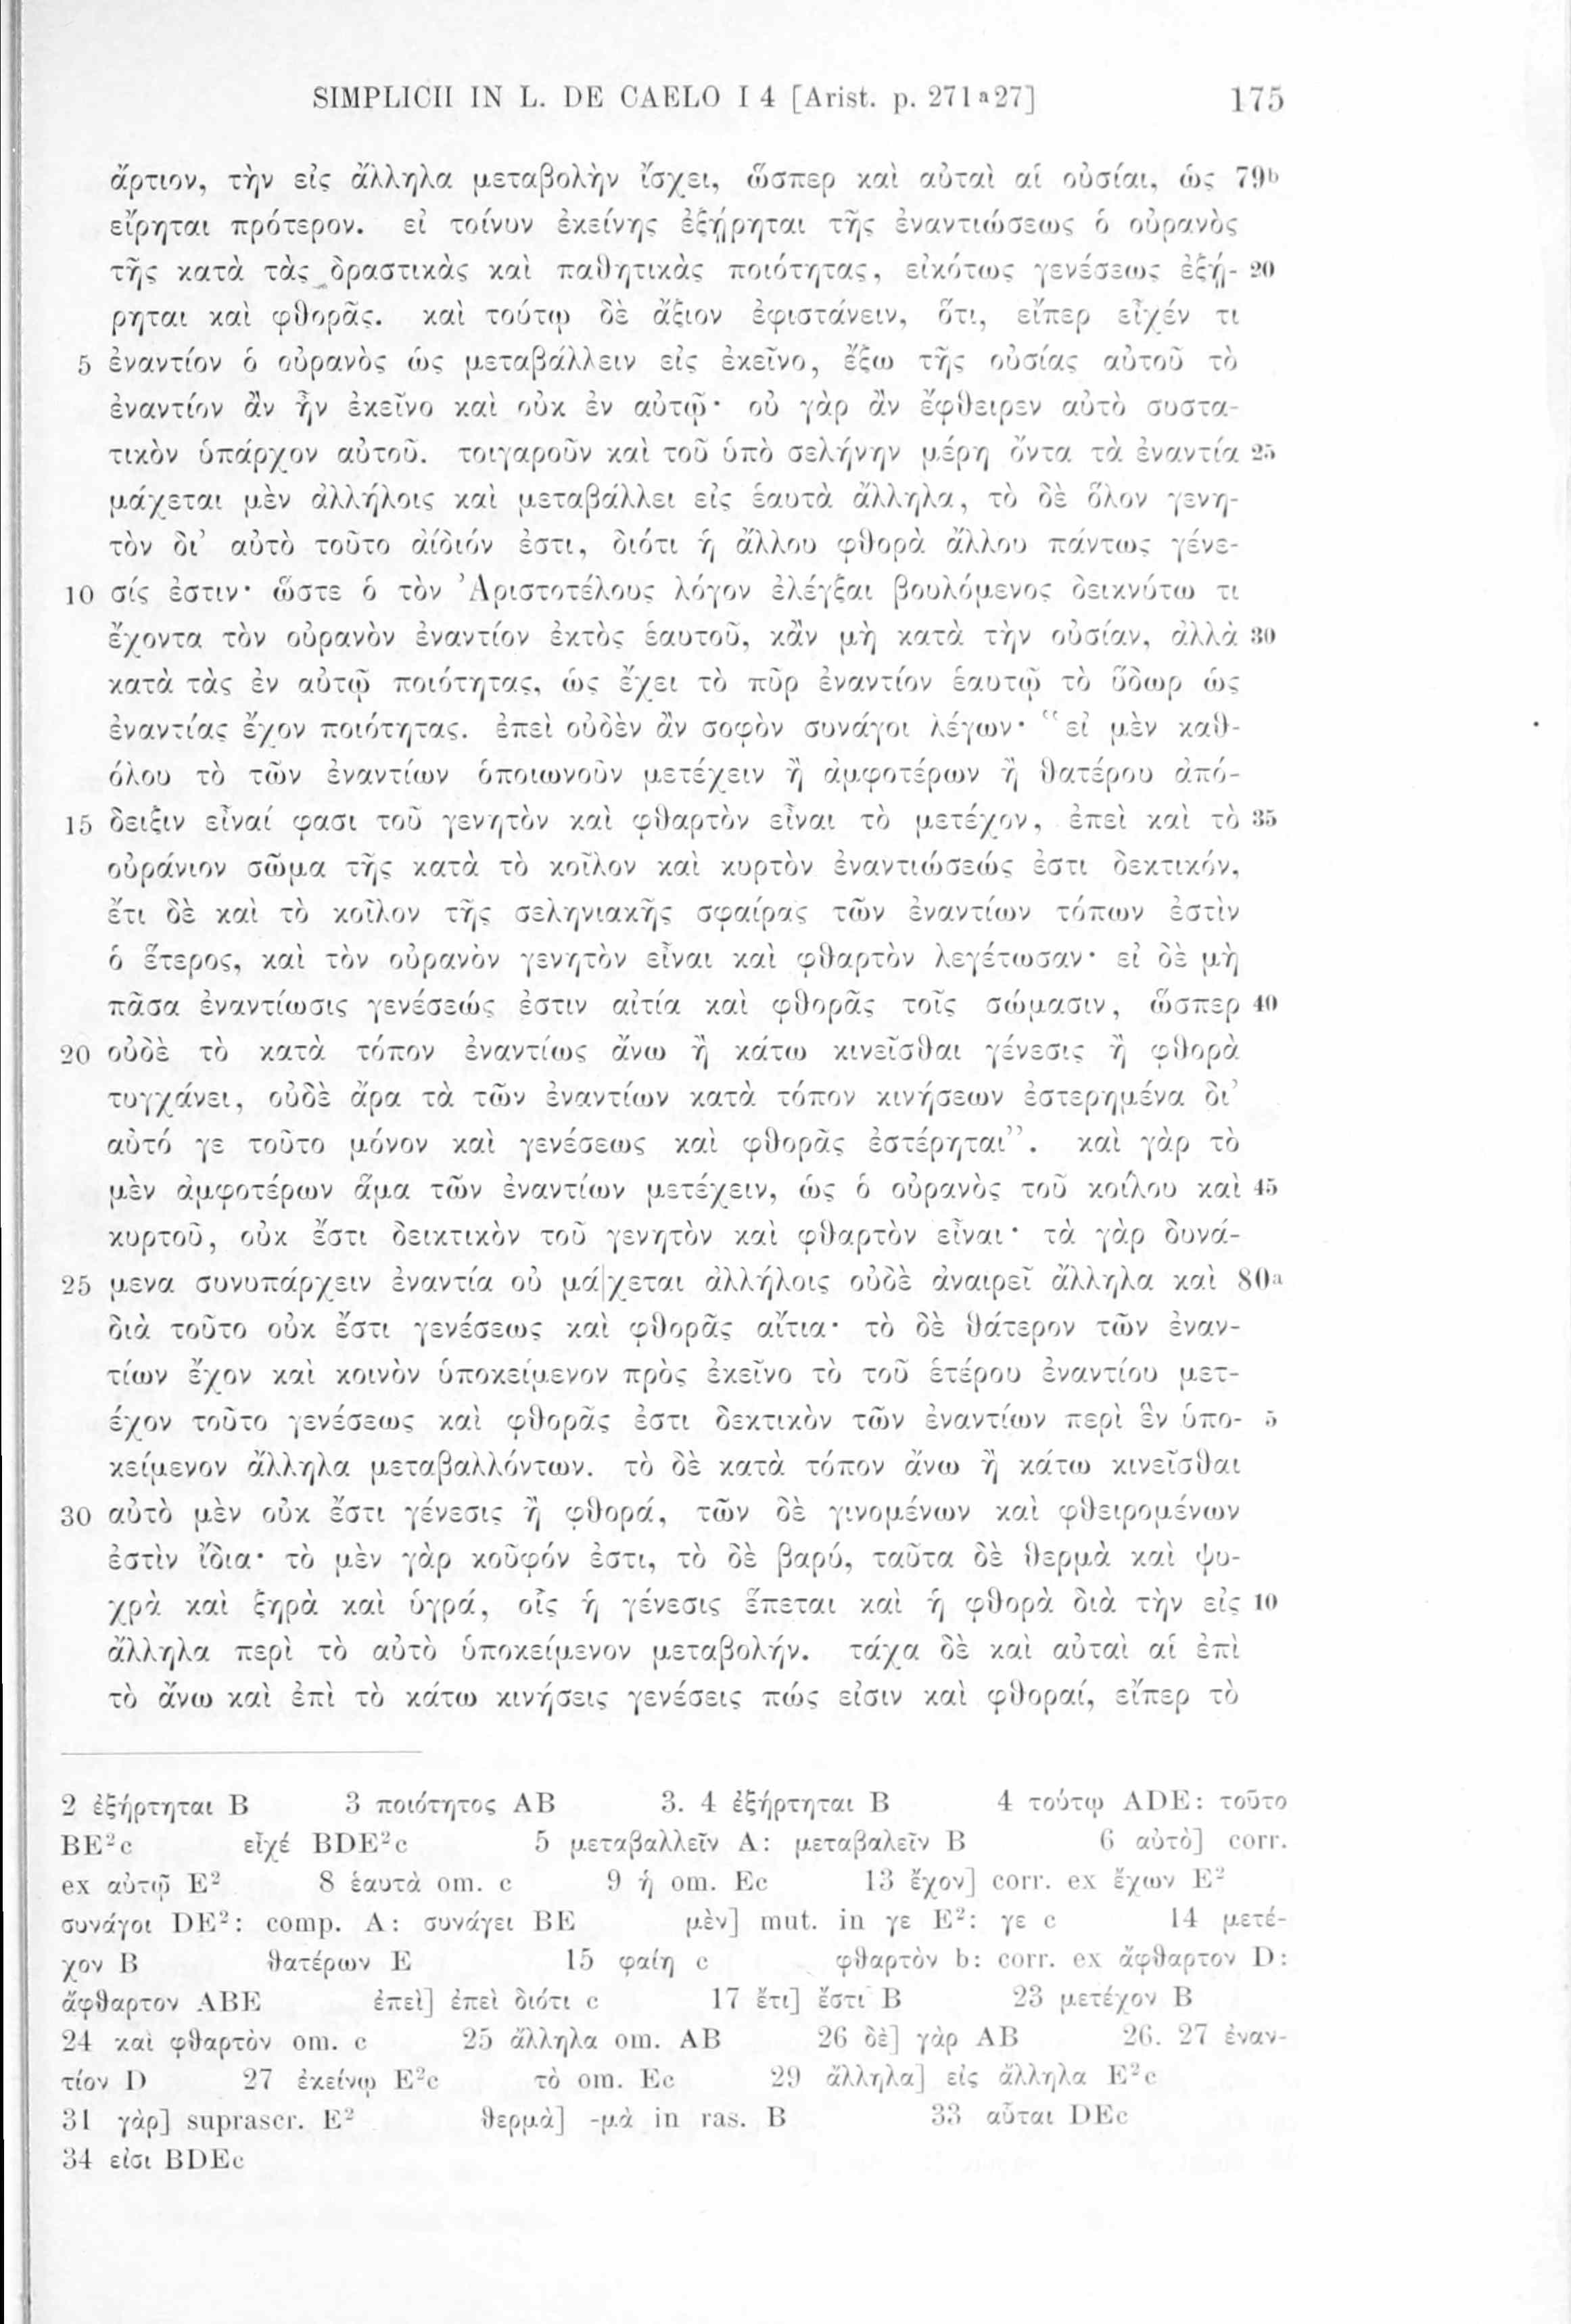 SIMPLICII IN L. DE CAELO I 4 [Arist. p. 271 a 27] 175
ἄρτιον, τὴν εἰς ἄλληλα μεταβολὴν ἴσχει, ὥσπερ καὶ αὐταὶ αἱ οὐσίαι, ὡς 79b
εἴρηται πρότερον. εἰ τοίνυν ἐκείνης ἐξῄρηται τῆς ἐναντιώσεως ὁ οὐρανὸς
τῆς κατὰ τὰς δραστικὰς καὶ παθητικὰς ποιότητας, εἰκότως γενέσεως ἐξῄ- 20
ρηται καὶ φθορᾶς. καὶ τούτῳ δὲ ἄξιον ἐφιστάνειν, ὅτι, εἴπερ εἶχέν τι
5 ἐναντίον ὁ οὐρανὸς ὡς μεταβάλλειν εἰς ἐκεῖνο, ἔξω τῆς οὐσίας αὐτοῦ τὸ
ἐναντίον ἂν ἦν ἐκεῖνο καὶ οὐκ ἐν αὐτῷ· οὐ γὰρ ἂν ἔφθειρεν αὐτὸ συστα-
τικὸν ὑπάρχον αὐτοῦ. τοιγαροῦν καὶ τοῦ ὑπὸ σελήνην μέρη ὄντα τὰ ἐναντία 25
μάχεται μὲν ἀλλήλοις καὶ μεταβάλλει εἰς ἑαυτὰ ἄλληλα, τὸ δὲ ὅλον γενη-
τὸν δι’ αὐτὸ τοῦτο ἀίδιόν ἐστι, διότι ἡ ἄλλου φθορὰ ἄλλου πάντως γένε-
10 σίς ἐστιν· ὥστε ὁ τὸν Ἀριστοτέλους λόγον ἐλέγξαι βουλόμενος δεικνύτω τι
ἔχοντα τὸν οὐρανὸν ἐναντίον ἐκτὸς ἑαυτοῦ, κἂν μὴ κατὰ τὴν οὐσίαν, ἀλλὰ 30
κατὰ τὰς ἐν αὐτῷ ποιότητας, ὡς ἔχει τὸ πῦρ ἐναντίον ἑαυτῷ τὸ ὕδωρ ὡς
ἐναντίας ἔχον ποιότητας. ἐπεὶ οὐδὲν ἂν σοφὸν συνάγοι λέγων· “εἰ μὲν καθ-
όλου τὸ τῶν ἐναντίων ὁποιωνοῦν μετέχειν ἢ ἀμφοτέρων ἢ θατέρου ἀπό-
15 δειξιν εἶναί φασι τοῦ γενητὸν καὶ φθαρτὸν εἶναι τὸ μετέχον, ἐπεὶ καὶ τὸ 35
οὐράνιον σῶμα τῆς κατὰ τὸ κοῖλον καὶ κυρτὸν ἐναντιώσεώς ἐστι δεκτικόν,
ἔτι δὲ καὶ τὸ κοῖλον τῆς σεληνιακῆς σφαίρας τῶν ἐναντίων τόπων ἐστὶν
ὁ ἕτερος, καὶ τὸν οὐρανὸν γενητὸν εἶναι καὶ φθαρτὸν λεγέτωσαν· εἰ δὲ μὴ
πᾶσα ἐναντίωσις γενέσεώς ἐστιν αἰτία καὶ φθορᾶς τοῖς σώμασιν, ὥσπερ 40
20 οὐδὲ τὸ κατὰ τόπον ἐναντίως ἄνω ἢ κάτω κινεῖσθαι γένεσις ἢ φθορὰ
τυγχάνει, οὐδὲ ἄρα τὰ τῶν ἐναντίων κατὰ τόπον κινήσεων ἐστερημένα δι’
αὐτό γε τοῦτο μόνον καὶ γενέσεως καὶ φθορᾶς ἐστέρηται”. καὶ γὰρ τὸ
μὲν ἀμφοτέρων ἅμα τῶν ἐναντίων μετέχειν, ὡς ὁ οὐρανὸς τοῦ κοίλου καὶ 45
κυρτοῦ, οὐκ ἔστι δεικτικὸν τοῦ γενητὸν καὶ φθαρτὸν εἶναι· τὰ γὰρ δυνά-
25 μενα συνυπάρχειν ἐναντία οὐ μά|χεται ἀλλήλοις οὐδὲ ἀναιρεῖ ἄλληλα καὶ 80a
διὰ τοῦτο οὐκ ἔστι γενέσεως καὶ φθορᾶς αἴτια· τὸ δὲ θάτερον τῶν ἐναν-
τίων ἔχον καὶ κοινὸν ὑποκείμενον πρὸς ἐκεῖνο τὸ τοῦ ἑτέρου ἐναντίου μετ-
έχον τοῦτο γενέσεως καὶ φθορᾶς ἐστι δεκτικὸν τῶν ἐναντίων περὶ ἓν ὑπο- 5
κείμενον ἄλληλα μεταβαλλόντων. τὸ δὲ κατὰ τόπον ἄνω ἢ κάτω κινεῖσθαι
30 αὐτὸ μὲν οὐκ ἔστι γένεσις ἢ φθορά, τῶν δὲ γινομένων καὶ φθειρομένων
ἐστὶν ἴδια· τὸ μὲν γὰρ κοῦφόν ἐστι, τὸ δὲ βαρύ, ταῦτα δὲ θερμὰ καὶ ψυ-
χρὰ καὶ ξηρὰ καὶ ὑγρά, οἷς ἡ γένεσις ἕπεται καὶ ἡ φθορὰ διὰ τὴν εἰς 10
ἄλληλα περὶ τὸ αὐτὸ ὑποκείμενον μεταβολήν. τάχα δὲ καὶ αὐταὶ αἱ ἐπὶ
τὸ ἄνω καὶ ἐπὶ τὸ κάτω κινήσεις γενέσεις πώς εἰσιν καὶ φθοραί, εἴπερ τὸ
2 ἐξήρτηται B 3 ποιότητος AB 3. 4 ἐξήρτηται B 4 τούτῳ ADE: τοῦτο
BE²c εἶχέ BDE²c 5 μεταβαλλεῖν A: μεταβαλεῖν B 6 αὐτὸ] corr.
ex αὐτῷ E² 8 ἑαυτὰ om. c 9 ἡ om. Ec 13 ἔχον] corr. ex ἔχων E²
συνάγοι DE²: comp. A: συνάγει BE μὲν] mut. in γε E²: γε c 14 μετέ-
χον B θατέρων E 15 φαίη c φθαρτὸν b: corr. ex ἄφθαρτον D:
ἄφθαρτον ABE ἐπεὶ] ἐπεὶ διότι c 17 ἔτι] ἔστι B 23 μετέχον B
24 καὶ φθαρτὸν om. c 25 ἄλληλα om. AB 26 δὲ] γὰρ AB 26. 27 ἐναν-
τίον D 27 ἐκείνῳ E²c τὸ om. Ec 29 ἄλληλα] εἰς ἄλληλα E²c
31 γὰρ] suprascr. E² θερμὰ] -μὰ in ras. B 33 αὗται DEc
34 εἰσι BDEc